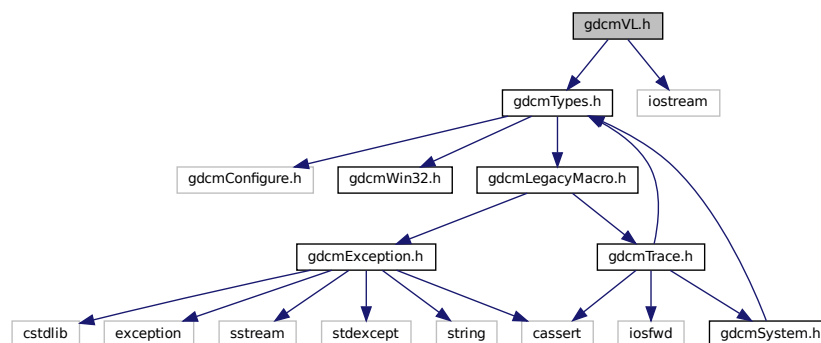 gdcmVL.h
gdcmTypes.h
iostream
gdcmConfigure.h
gdcmWin32.h
gdcmLegacyMacro.h
gdcmException.h
gdcmTrace.h
cstdlib
exception
sstream
stdexcept
string
cassert
iosfwd
gdcmSystem.h